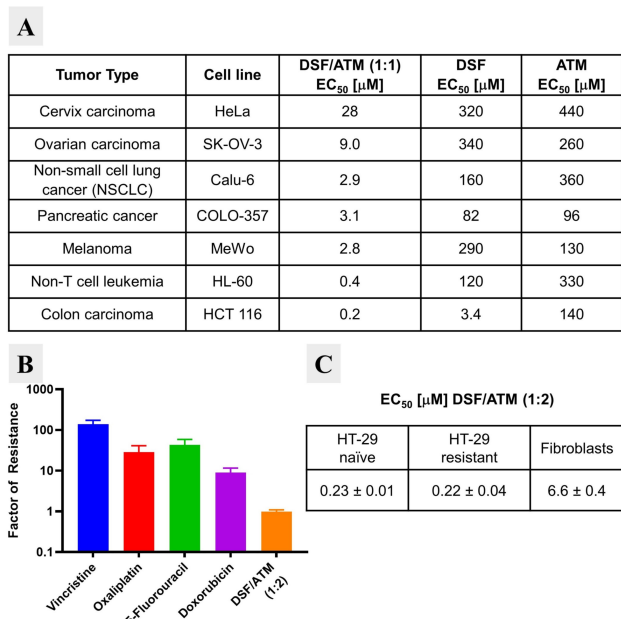 A
Tumor Type Cell line DSF/ATM (1:1) EC50 [µM] DSF EC50 [µM] ATM EC50 [µM]
Cervix carcinoma HeLa 28 320 440
Ovarian carcinoma SK-OV-3 9.0 340 260
Non-small cell lung cancer (NSCLC) Calu-6 2.9 160 360
Pancreatic cancer COLO-357 3.1 82 96
Melanoma MeWo 2.8 290 130
Non-T cell leukemia HL-60 0.4 120 330
Colon carcinoma HCT 116 0.2 3.4 140
B
Factor of Resistance
1000
100
10
1
0.1
Vincristine
Oxaliplatin
-Fluorouracil
Doxorubicin
DSF/ATM
(1:2)
C
EC50 [µM] DSF/ATM (1:2)
HT-29 naïve HT-29 resistant Fibroblasts
0.23 ± 0.01 0.22 ± 0.04 6.6 ± 0.4